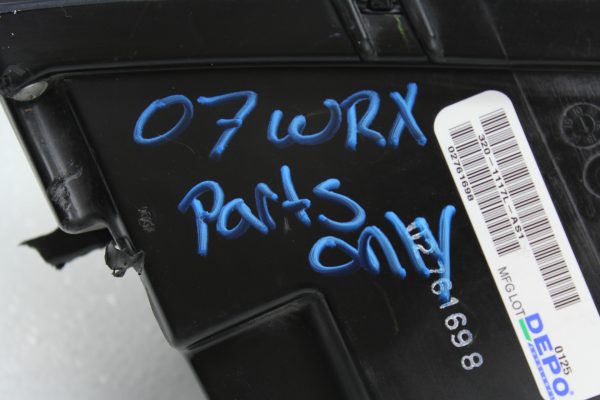 07 WRX
Parts
only
02761698
320-1117L-AS1
02761698
MFG LOT
0125
DEPO